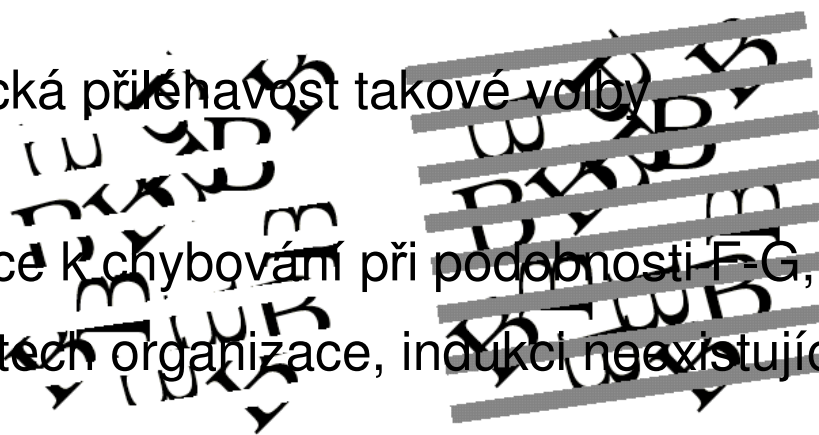 cká přiléhavost takové volby
ce k chybování při podobnosti F-G,
tech organizace, indukci neexistujíc